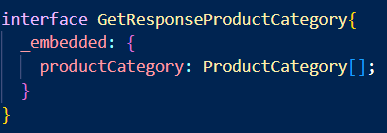 interface GetResponseProductCategory{
  _embedded: {
    productCategory: ProductCategory[];
  }
}